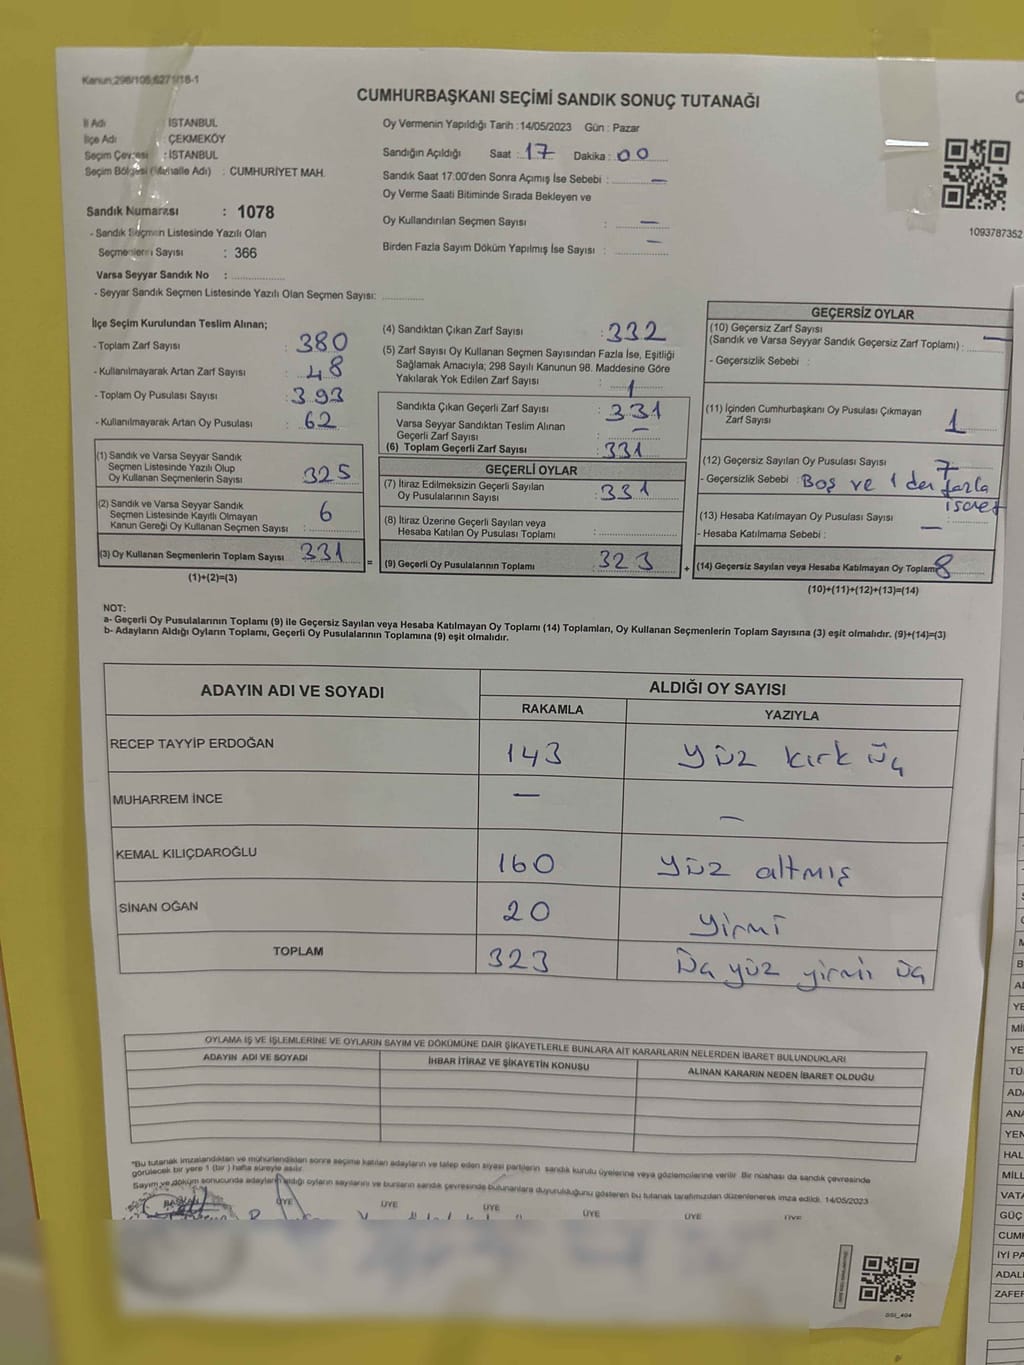 Kanun;298/105;6271/18-1
CUMHURBAŞKANI SEÇİMİ SANDIK SONUÇ TUTANAĞI
İl Adı : İSTANBUL
İlçe Adı : ÇEKMEKÖY
Seçim Çevresi : İSTANBUL
Seçim Bölgesi (Mahalle Adı) : CUMHURİYET MAH.
Oy Vermenin Yapıldığı Tarih : 14/05/2023 Gün : Pazar
Sandığın Açıldığı Saat : 17 Dakika : 00
Sandık Saat 17:00'den Sonra Açımış İse Sebebi : —
Oy Verme Saati Bitiminde Sırada Bekleyen ve
Oy Kullandırılan Seçmen Sayısı : —
Birden Fazla Sayım Döküm Yapılmış İse Sayısı : —
1093787352
Sandık Numarası : 1078
- Sandık Seçmen Listesinde Yazılı Olan
Seçmenlerin Sayısı : 366
Varsa Seyyar Sandık No :
- Seyyar Sandık Seçmen Listesinde Yazılı Olan Seçmen Sayısı:
İlçe Seçim Kurulundan Teslim Alınan;
- Toplam Zarf Sayısı : 380
- Kullanılmayarak Artan Zarf Sayısı : 48
- Toplam Oy Pusulası Sayısı : 393
- Kullanılmayarak Artan Oy Pusulası : 62
(1) Sandık ve Varsa Seyyar Sandık
Seçmen Listesinde Yazılı Olup
Oy Kullanan Seçmenlerin Sayısı : 325
(2) Sandık ve Varsa Seyyar Sandık
Seçmen Listesinde Kayıtlı Olmayan
Kanun Gereği Oy Kullanan Seçmen Sayısı : 6
(3) Oy Kullanan Seçmenlerin Toplam Sayısı : 331
(1)+(2)=(3)
(4) Sandıktan Çıkan Zarf Sayısı : 332
(5) Zarf Sayısı Oy Kullanan Seçmen Sayısından Fazla İse, Eşitliği
Sağlamak Amacıyla; 298 Sayılı Kanunun 98. Maddesine Göre
Yakılarak Yok Edilen Zarf Sayısı : 1
Sandıkta Çıkan Geçerli Zarf Sayısı : 331
Varsa Seyyar Sandıktan Teslim Alınan
Geçerli Zarf Sayısı : —
(6) Toplam Geçerli Zarf Sayısı : 331
GEÇERLİ OYLAR
(7) İtiraz Edilmeksizin Geçerli Sayılan
Oy Pusulalarının Sayısı : 331
(8) İtiraz Üzerine Geçerli Sayılan veya
Hesaba Katılan Oy Pusulası Toplamı :
= (9) Geçerli Oy Pusulalarının Toplamı : 323 +
GEÇERSİZ OYLAR
(10) Geçersiz Zarf Sayısı
(Sandık ve Varsa Seyyar Sandık Geçersiz Zarf Toplamı) : —
- Geçersizlik Sebebi :
(11) İçinden Cumhurbaşkanı Oy Pusulası Çıkmayan
Zarf Sayısı : 1
(12) Geçersiz Sayılan Oy Pusulası Sayısı : 7
- Geçersizlik Sebebi : Boş ve 1 den fazla
işaret
(13) Hesaba Katılmayan Oy Pusulası Sayısı : —
- Hesaba Katılmama Sebebi :
(14) Geçersiz Sayılan veya Hesaba Katılmayan Oy Toplamı 8
(10)+(11)+(12)+(13)=(14)
NOT:
a- Geçerli Oy Pusulalarının Toplamı (9) ile Geçersiz Sayılan veya Hesaba Katılmayan Oy Toplamı (14) Toplamları, Oy Kullanan Seçmenlerin Toplam Sayısına (3) eşit olmalıdır. (9)+(14)=(3)
b- Adayların Aldığı Oyların Toplamı, Geçerli Oy Pusulalarının Toplamına (9) eşit olmalıdır.
ADAYIN ADI VE SOYADI ALDIĞI OY SAYISI
RAKAMLA YAZIYLA
RECEP TAYYİP ERDOĞAN 143 yüz kırk üç
MUHARREM İNCE — —
KEMAL KILIÇDAROĞLU 160 yüz altmış
SİNAN OĞAN 20 yirmi
TOPLAM 323 Üç yüz yirmi üç
OYLAMA İŞ VE İŞLEMLERİNE VE OYLARIN SAYIM VE DÖKÜMÜNE DAİR ŞİKAYETLERLE BUNLARA AİT KARARLARIN NELERDEN İBARET BULUNDUKLARI
ADAYIN ADI VE SOYADI İHBAR İTİRAZ VE ŞİKAYETİN KONUSU ALINAN KARARIN NEDEN İBARET OLDUĞU
"Bu tutanak imzalandıktan ve mühürlendikten sonra seçime katılan adayların ve talep eden siyasi partilerin sandık kurulu üyelerine veya gözlemcilerine verilir. Bir nüshası da sandık çevresinde
görülecek bir yere 1 (bir) hafta süreyle asılır.
Sayım ve döküm sonucunda adayların aldığı oyların sayılarını ve bunların sandık çevresinde bulunanlara duyurulduğunu gösteren bu tutanak tarafımızdan düzenlenerek imza edildi. 14/05/2023
BAŞKAN ÜYE ÜYE ÜYE ÜYE ÜYE ÜYE